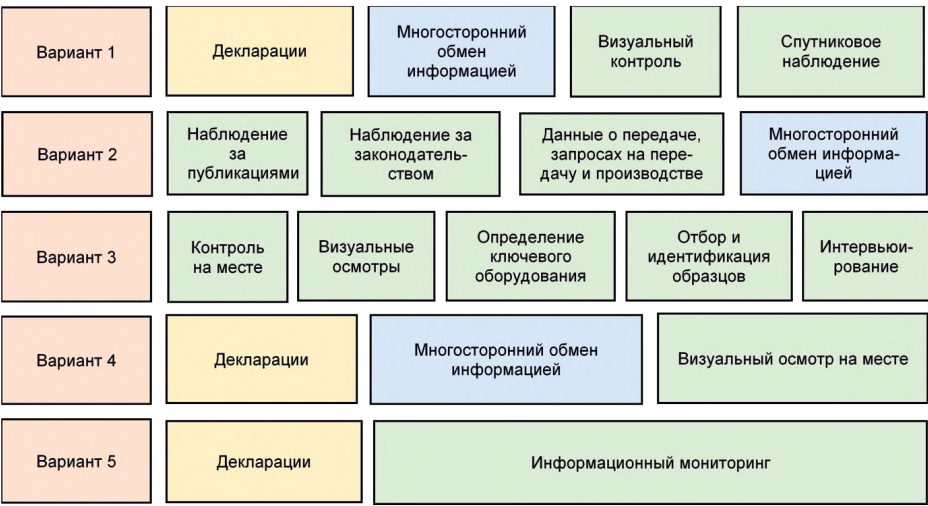 Вариант 1
Декларации
Многосторонний
обмен
информацией
Визуальный
контроль
Спутниковое
наблюдение
Вариант 2
Наблюдение
за
публикациями
Наблюдение за
законодатель-
ством
Данные о передаче,
запросах на пере-
дачу и производстве
Многосторонний
обмен информа-
цией
Вариант 3
Контроль
на месте
Визуальные
осмотры
Определение
ключевого
оборудования
Отбор и
идентификация
образцов
Интервьюи-
рование
Вариант 4
Декларации
Многосторонний обмен
информацией
Визуальный осмотр на месте
Вариант 5
Декларации
Информационный мониторинг